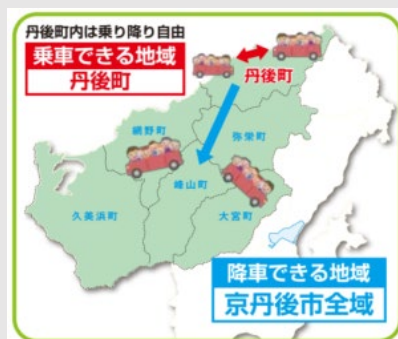 丹後町内は乗り降り自由
乗車できる地域
丹後町
丹後町
網野町
弥栄町
峰山町
久美浜町
大宮町
降車できる地域
京丹後市全域